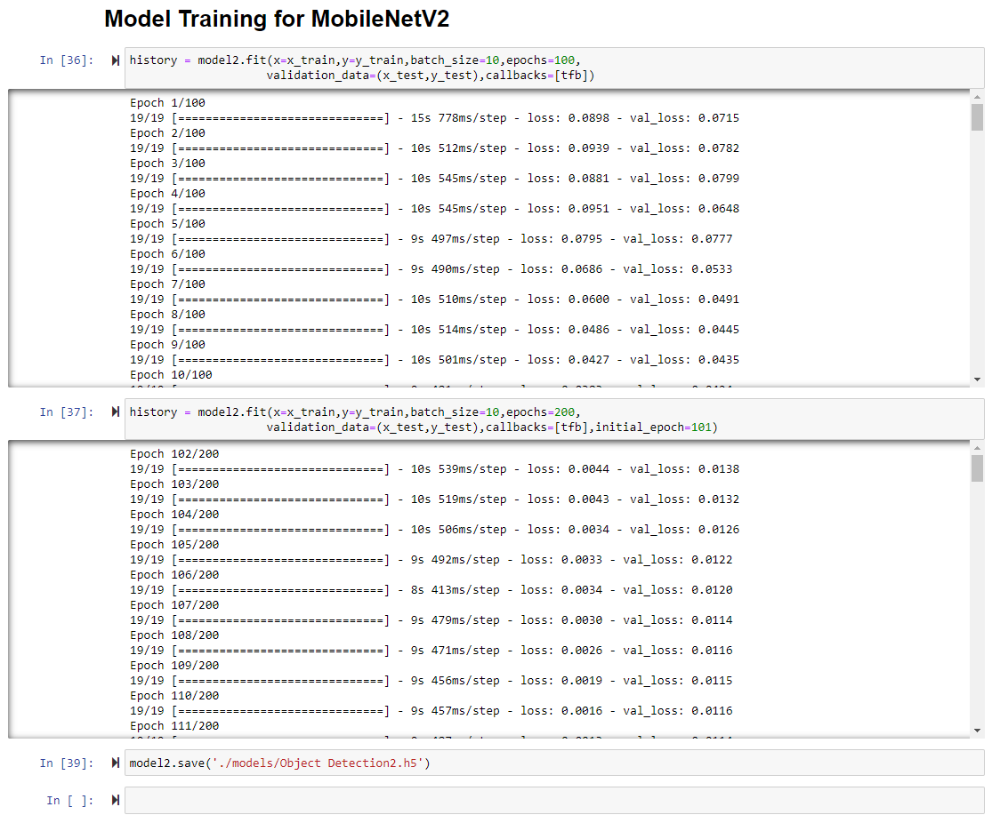 Model Training for MobileNetV2
In [36]:
history = model2.fit(x=x_train,y=y_train,batch_size=10,epochs=100,
validation_data=(x_test,y_test),callbacks=[tfb])
Epoch 1/100
19/19 [==============================] - 15s 778ms/step - loss: 0.0898 - val_loss: 0.0715
Epoch 2/100
19/19 [==============================] - 10s 512ms/step - loss: 0.0939 - val_loss: 0.0782
Epoch 3/100
19/19 [==============================] - 10s 545ms/step - loss: 0.0881 - val_loss: 0.0799
Epoch 4/100
19/19 [==============================] - 10s 545ms/step - loss: 0.0951 - val_loss: 0.0648
Epoch 5/100
19/19 [==============================] - 9s 497ms/step - loss: 0.0795 - val_loss: 0.0777
Epoch 6/100
19/19 [==============================] - 9s 490ms/step - loss: 0.0686 - val_loss: 0.0533
Epoch 7/100
19/19 [==============================] - 10s 510ms/step - loss: 0.0600 - val_loss: 0.0491
Epoch 8/100
19/19 [==============================] - 10s 514ms/step - loss: 0.0486 - val_loss: 0.0445
Epoch 9/100
19/19 [==============================] - 10s 501ms/step - loss: 0.0427 - val_loss: 0.0435
Epoch 10/100
In [37]:
history = model2.fit(x=x_train,y=y_train,batch_size=10,epochs=200,
validation_data=(x_test,y_test),callbacks=[tfb],initial_epoch=101)
Epoch 102/200
19/19 [==============================] - 10s 539ms/step - loss: 0.0044 - val_loss: 0.0138
Epoch 103/200
19/19 [==============================] - 10s 519ms/step - loss: 0.0043 - val_loss: 0.0132
Epoch 104/200
19/19 [==============================] - 10s 506ms/step - loss: 0.0034 - val_loss: 0.0126
Epoch 105/200
19/19 [==============================] - 9s 492ms/step - loss: 0.0033 - val_loss: 0.0122
Epoch 106/200
19/19 [==============================] - 8s 413ms/step - loss: 0.0034 - val_loss: 0.0120
Epoch 107/200
19/19 [==============================] - 9s 479ms/step - loss: 0.0030 - val_loss: 0.0114
Epoch 108/200
19/19 [==============================] - 9s 471ms/step - loss: 0.0026 - val_loss: 0.0116
Epoch 109/200
19/19 [==============================] - 9s 456ms/step - loss: 0.0019 - val_loss: 0.0115
Epoch 110/200
19/19 [==============================] - 9s 457ms/step - loss: 0.0016 - val_loss: 0.0116
Epoch 111/200
In [39]:
model2.save('./models/Object Detection2.h5')
In [ ]: